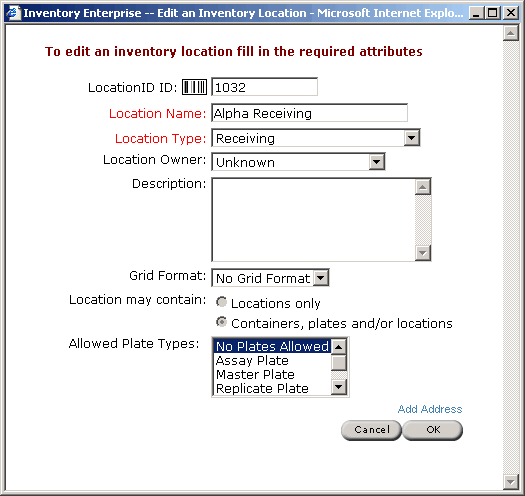 Inventory Enterprise -- Edit an Inventory Location - Microsoft Internet Explo...
To edit an inventory location fill in the required attributes
LocationID ID: 1032
Location Name: Alpha Receiving
Location Type: Receiving
Location Owner: Unknown
Description:
Grid Format: No Grid Format
Location may contain: Locations only
Containers, plates and/or locations
Allowed Plate Types: No Plates Allowed
Assay Plate
Master Plate
Replicate Plate
Add Address
Cancel OK